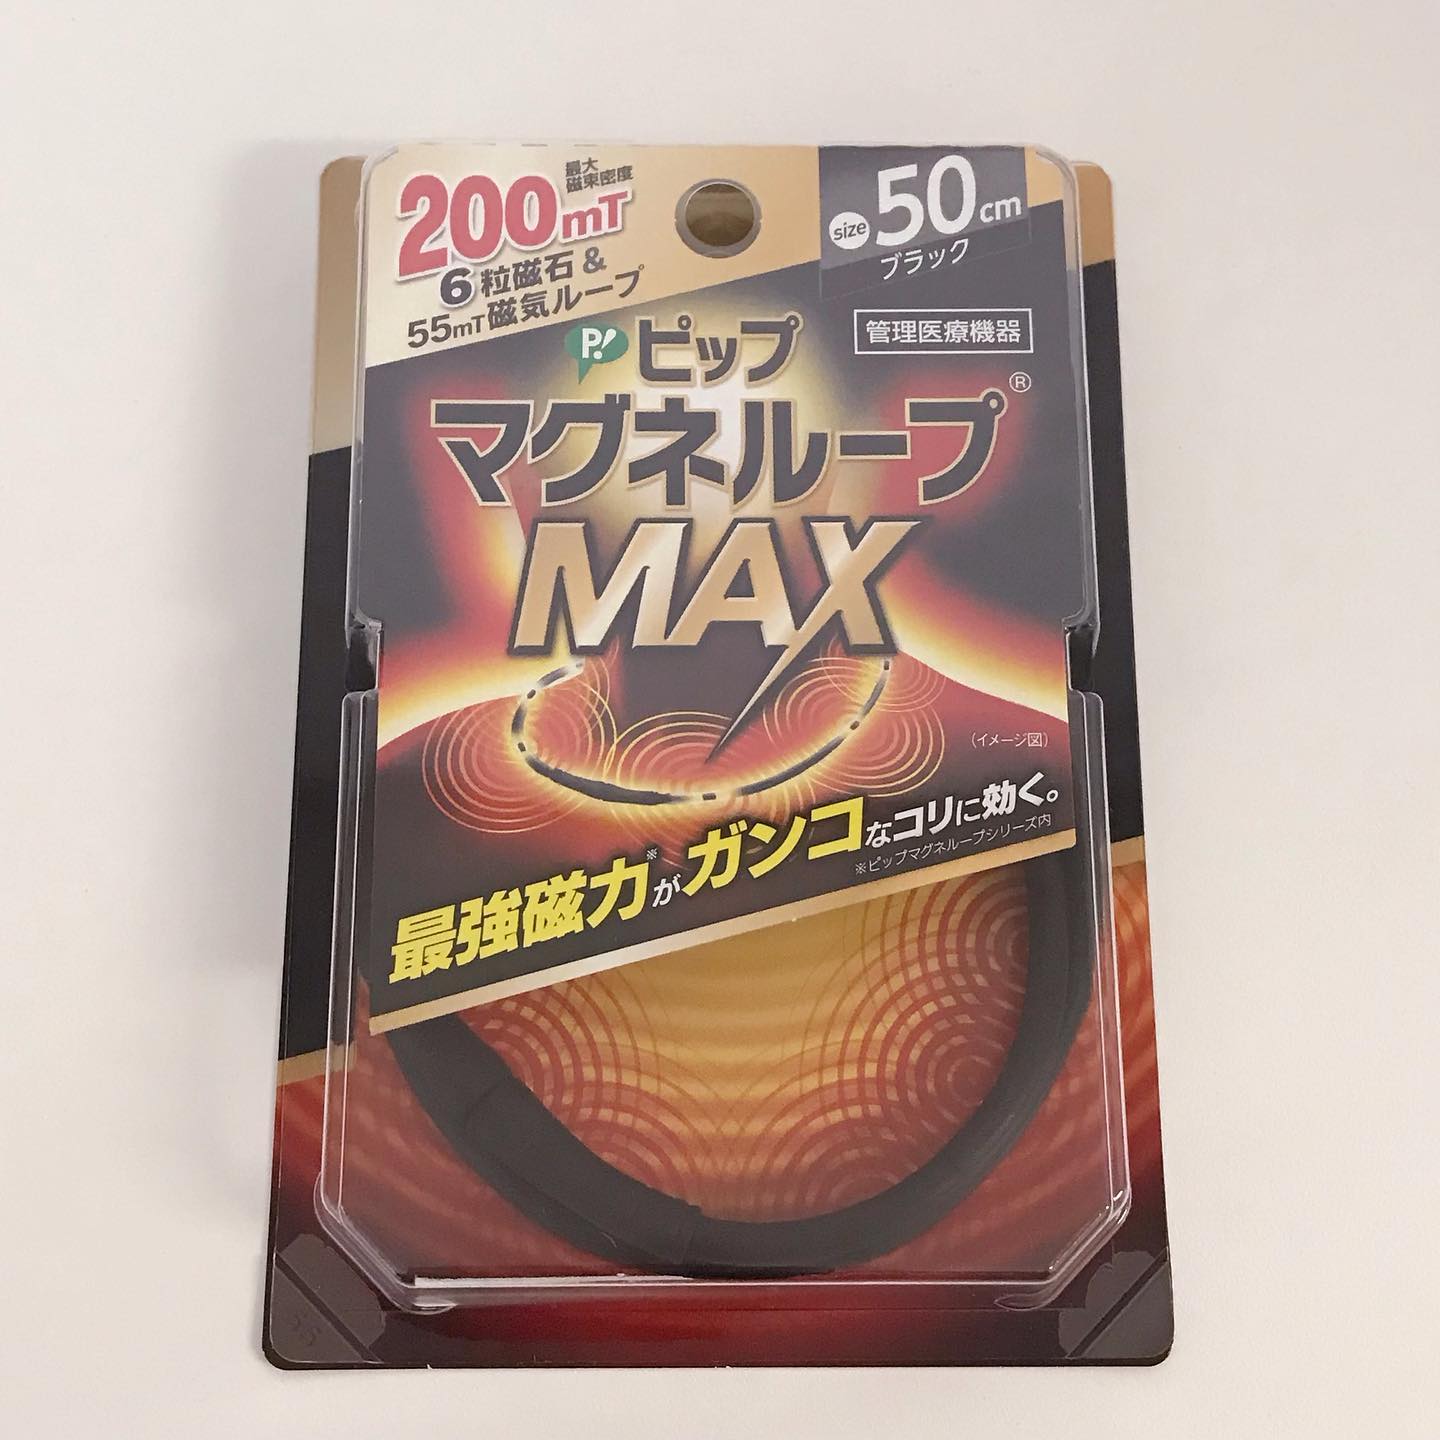 最大
磁束密度
200mT
6粒磁石&
55mT磁気ループ
size 50cm
ブラック
管理医療機器
P! ピップ
マグネループ®
MAX
(イメージ図)
最強磁力※がガンコなコリに効く。
※ピップマグネループシリーズ内